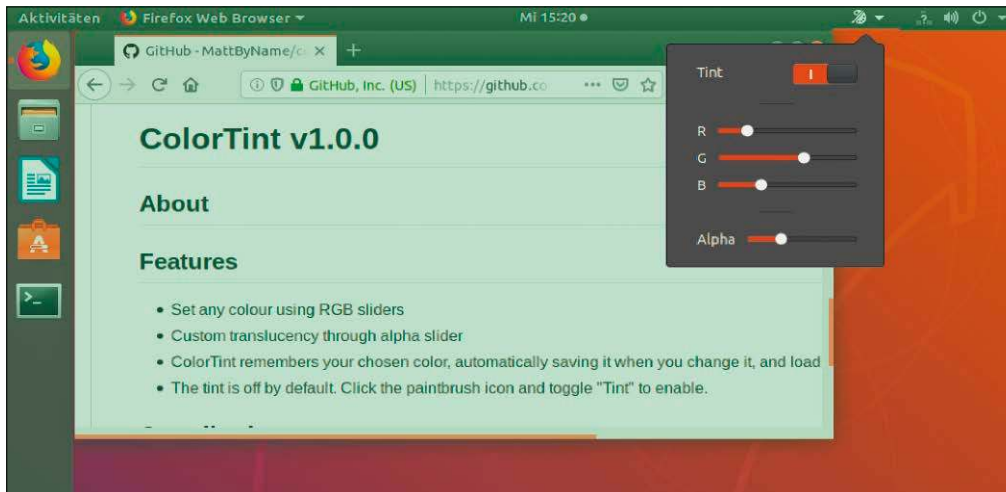 Aktivitäten Firefox Web Browser Mi 15:20
GitHub - MattByName/c
GitHub, Inc. (US) https://github.co
ColorTint v1.0.0
About
Features
Set any colour using RGB sliders
Custom translucency through alpha slider
ColorTint remembers your chosen color, automatically saving it when you change it, and load
The tint is off by default. Click the paintbrush icon and toggle "Tint" to enable.
Tint
R
G
B
Alpha